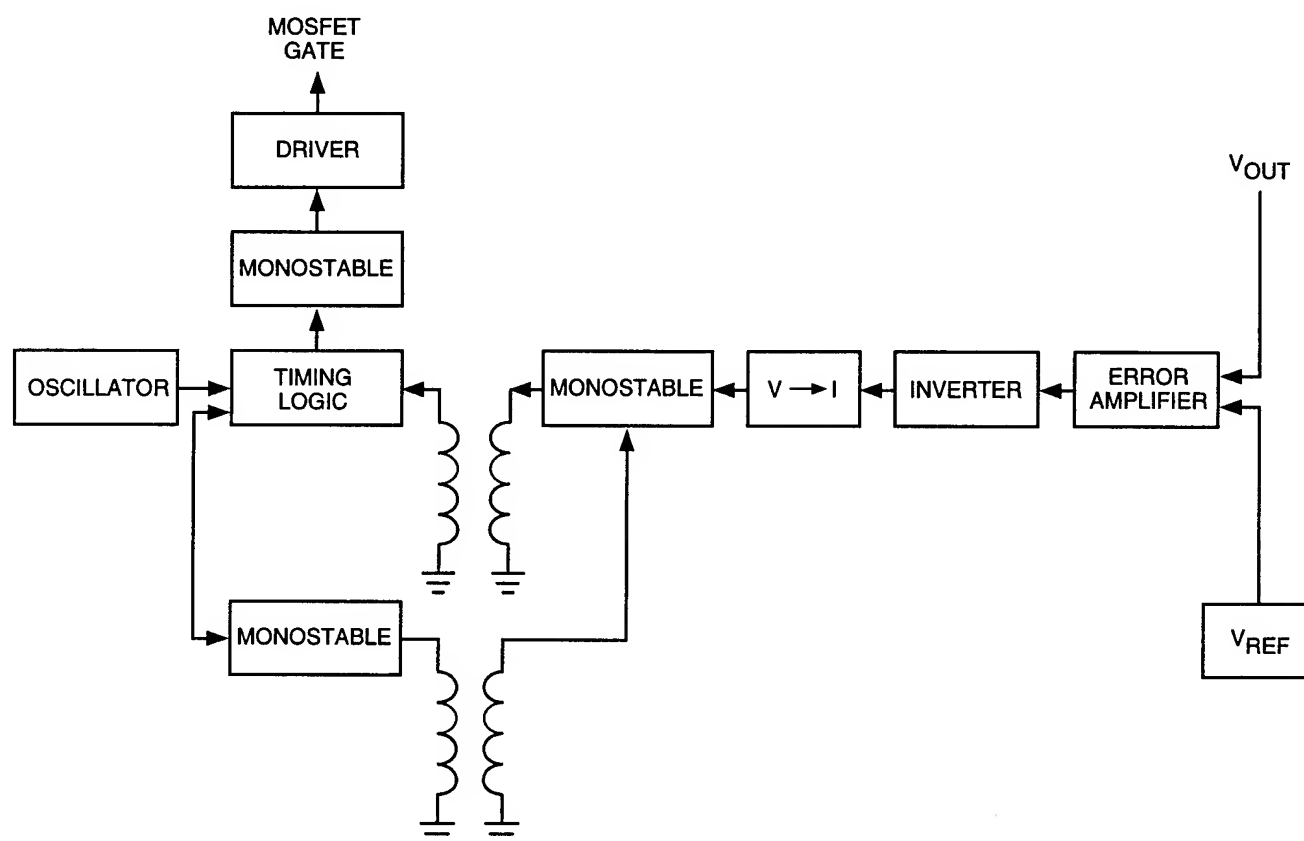 MOSFET
GATE
DRIVER
MONOSTABLE
VOUT
OSCILLATOR
TIMING
LOGIC
MONOSTABLE
V → I
INVERTER
ERROR
AMPLIFIER
MONOSTABLE
VREF